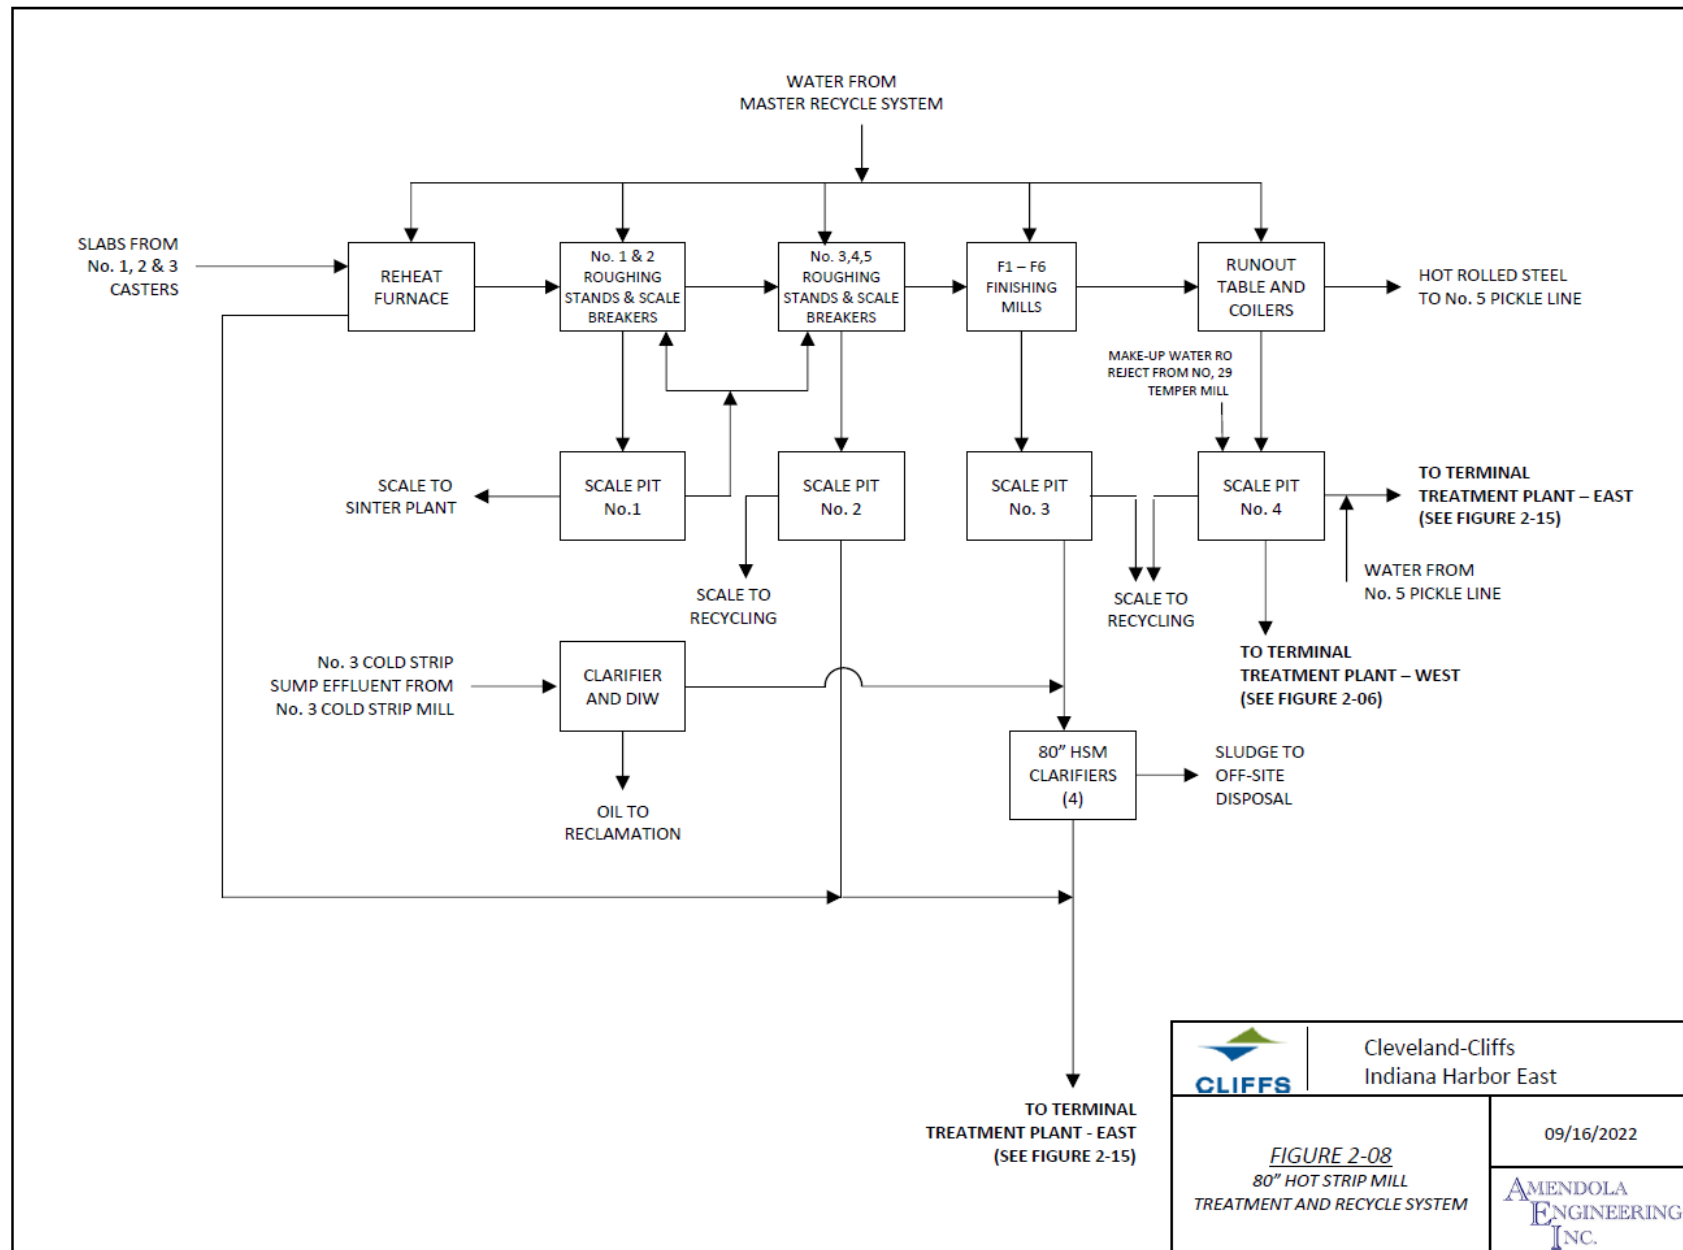 WATER FROM
MASTER RECYCLE SYSTEM
SLABS FROM
No. 1, 2 & 3
CASTERS
REHEAT
FURNACE
No. 1 & 2
ROUGHING
STANDS & SCALE
BREAKERS
No. 3,4,5
ROUGHING
STANDS & SCALE
BREAKERS
F1 – F6
FINISHING
MILLS
RUNOUT
TABLE AND
COILERS
HOT ROLLED STEEL
TO No. 5 PICKLE LINE
MAKE-UP WATER RO
REJECT FROM NO, 29
TEMPER MILL
SCALE TO
SINTER PLANT
SCALE PIT
No.1
SCALE PIT
No. 2
SCALE PIT
No. 3
SCALE PIT
No. 4
TO TERMINAL
TREATMENT PLANT – EAST
(SEE FIGURE 2-15)
SCALE TO
RECYCLING
SCALE TO
RECYCLING
WATER FROM
No. 5 PICKLE LINE
No. 3 COLD STRIP
SUMP EFFLUENT FROM
No. 3 COLD STRIP MILL
CLARIFIER
AND DIW
TO TERMINAL
TREATMENT PLANT – WEST
(SEE FIGURE 2-06)
OIL TO
RECLAMATION
80” HSM
CLARIFIERS
(4)
SLUDGE TO
OFF-SITE
DISPOSAL
TO TERMINAL
TREATMENT PLANT - EAST
(SEE FIGURE 2-15)
CLIFFS
Cleveland-Cliffs
Indiana Harbor East
FIGURE 2-08
80” HOT STRIP MILL
TREATMENT AND RECYCLE SYSTEM
09/16/2022
AMENDOLA
ENGINEERING
INC.